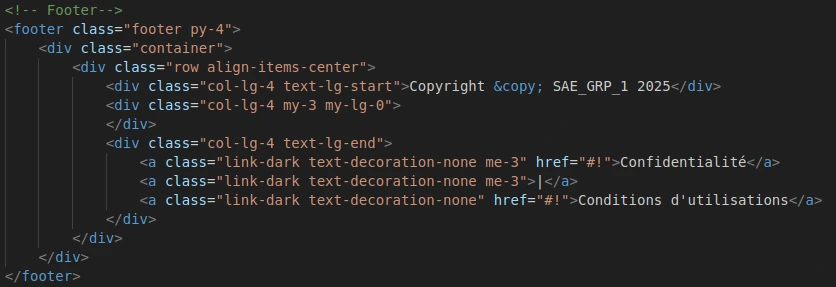 <!-- Footer-->
<footer class="footer py-4">
<div class="container">
<div class="row align-items-center">
<div class="col-lg-4 text-lg-start">Copyright &copy; SAE_GRP_1 2025</div>
<div class="col-lg-4 my-3 my-lg-0">
</div>
<div class="col-lg-4 text-lg-end">
<a class="link-dark text-decoration-none me-3" href="#!">Confidentialité</a>
<a class="link-dark text-decoration-none me-3">|</a>
<a class="link-dark text-decoration-none" href="#!">Conditions d'utilisations</a>
</div>
</div>
</div>
</footer>